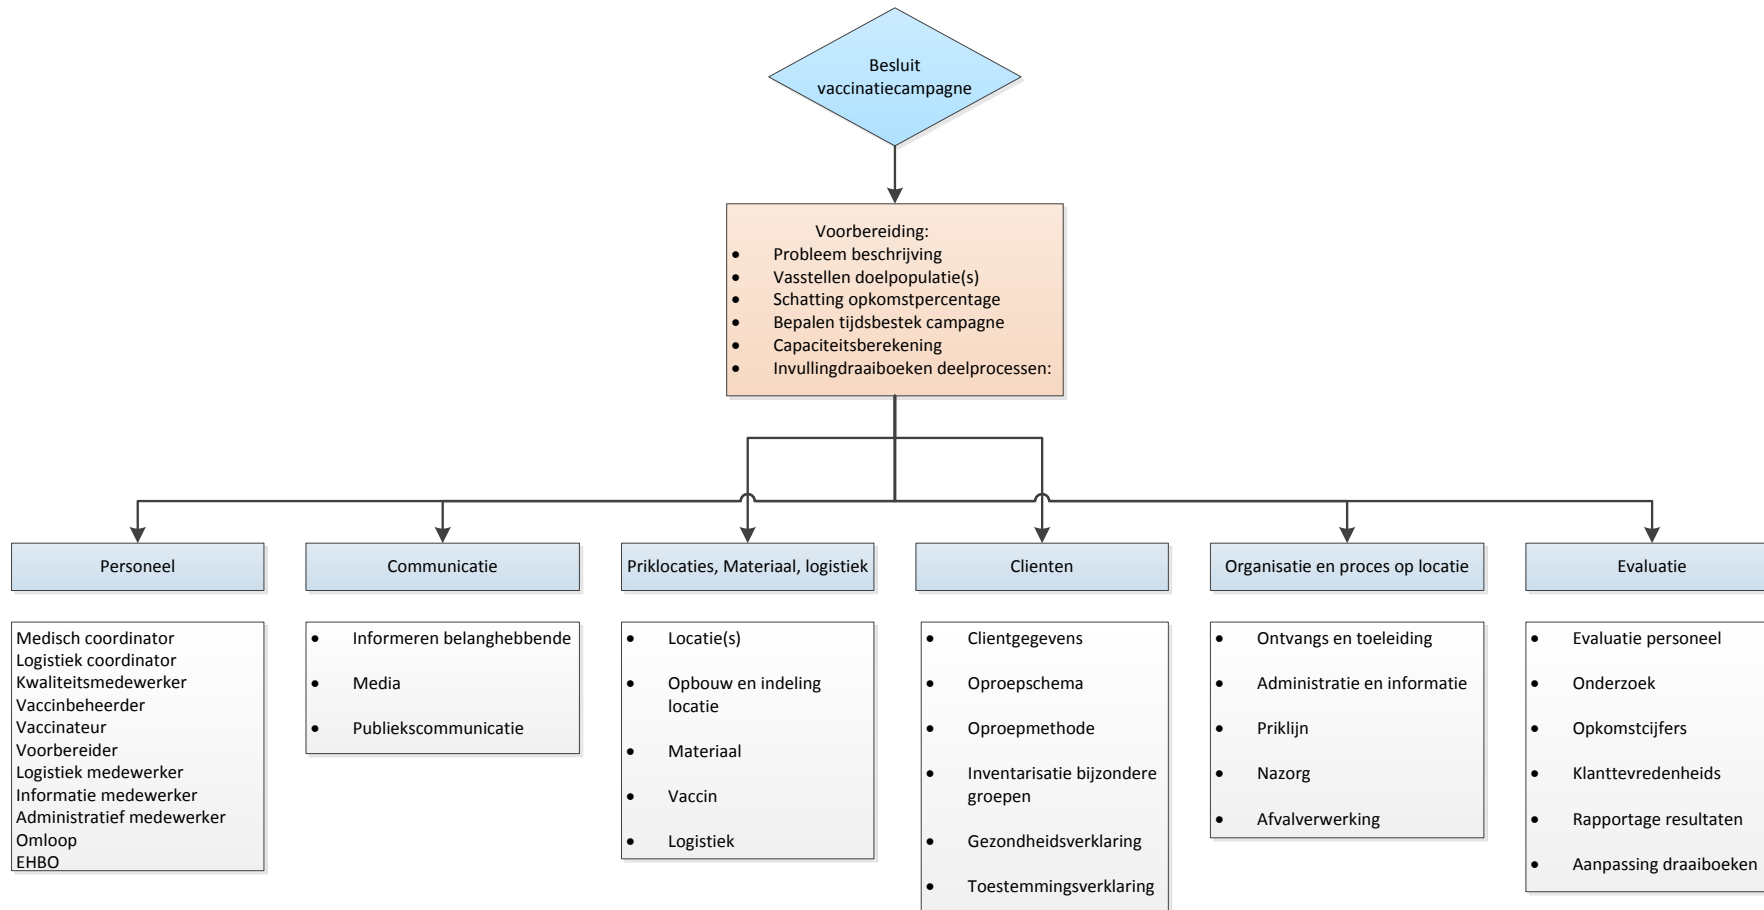 Besluit
vaccinatiecampagne
Voorbereiding:
• Probleem beschrijving
• Vasstellen doelpopulatie(s)
• Schatting opkomstpercentage
• Bepalen tijdsbestek campagne
• Capaciteitsberekening
• Invullingdraaiboeken deelprocessen:
Personeel
Medisch coordinator
Logistiek coordinator
Kwaliteitsmedewerker
Vaccinbeheerder
Vaccinateur
Voorbereider
Logistiek medewerker
Informatie medewerker
Administratief medewerker
Omloop
EHBO
Communicatie
• Informeren belanghebbende
• Media
• Publiekscommunicatie
Priklocaties, Materiaal, logistiek
• Locatie(s)
• Opbouw en indeling
locatie
• Materiaal
• Vaccin
• Logistiek
Clienten
• Clientgegevens
• Oproepschema
• Oproepmethode
• Inventarisatie bijzondere
groepen
• Gezondheidsverklaring
• Toestemmingsverklaring
Organisatie en proces op locatie
• Ontvangs en toeleiding
• Administratie en informatie
• Priklijn
• Nazorg
• Afvalverwerking
Evaluatie
• Evaluatie personeel
• Onderzoek
• Opkomstcijfers
• Klanttevredenheids
• Rapportage resultaten
• Aanpassing draaiboeken